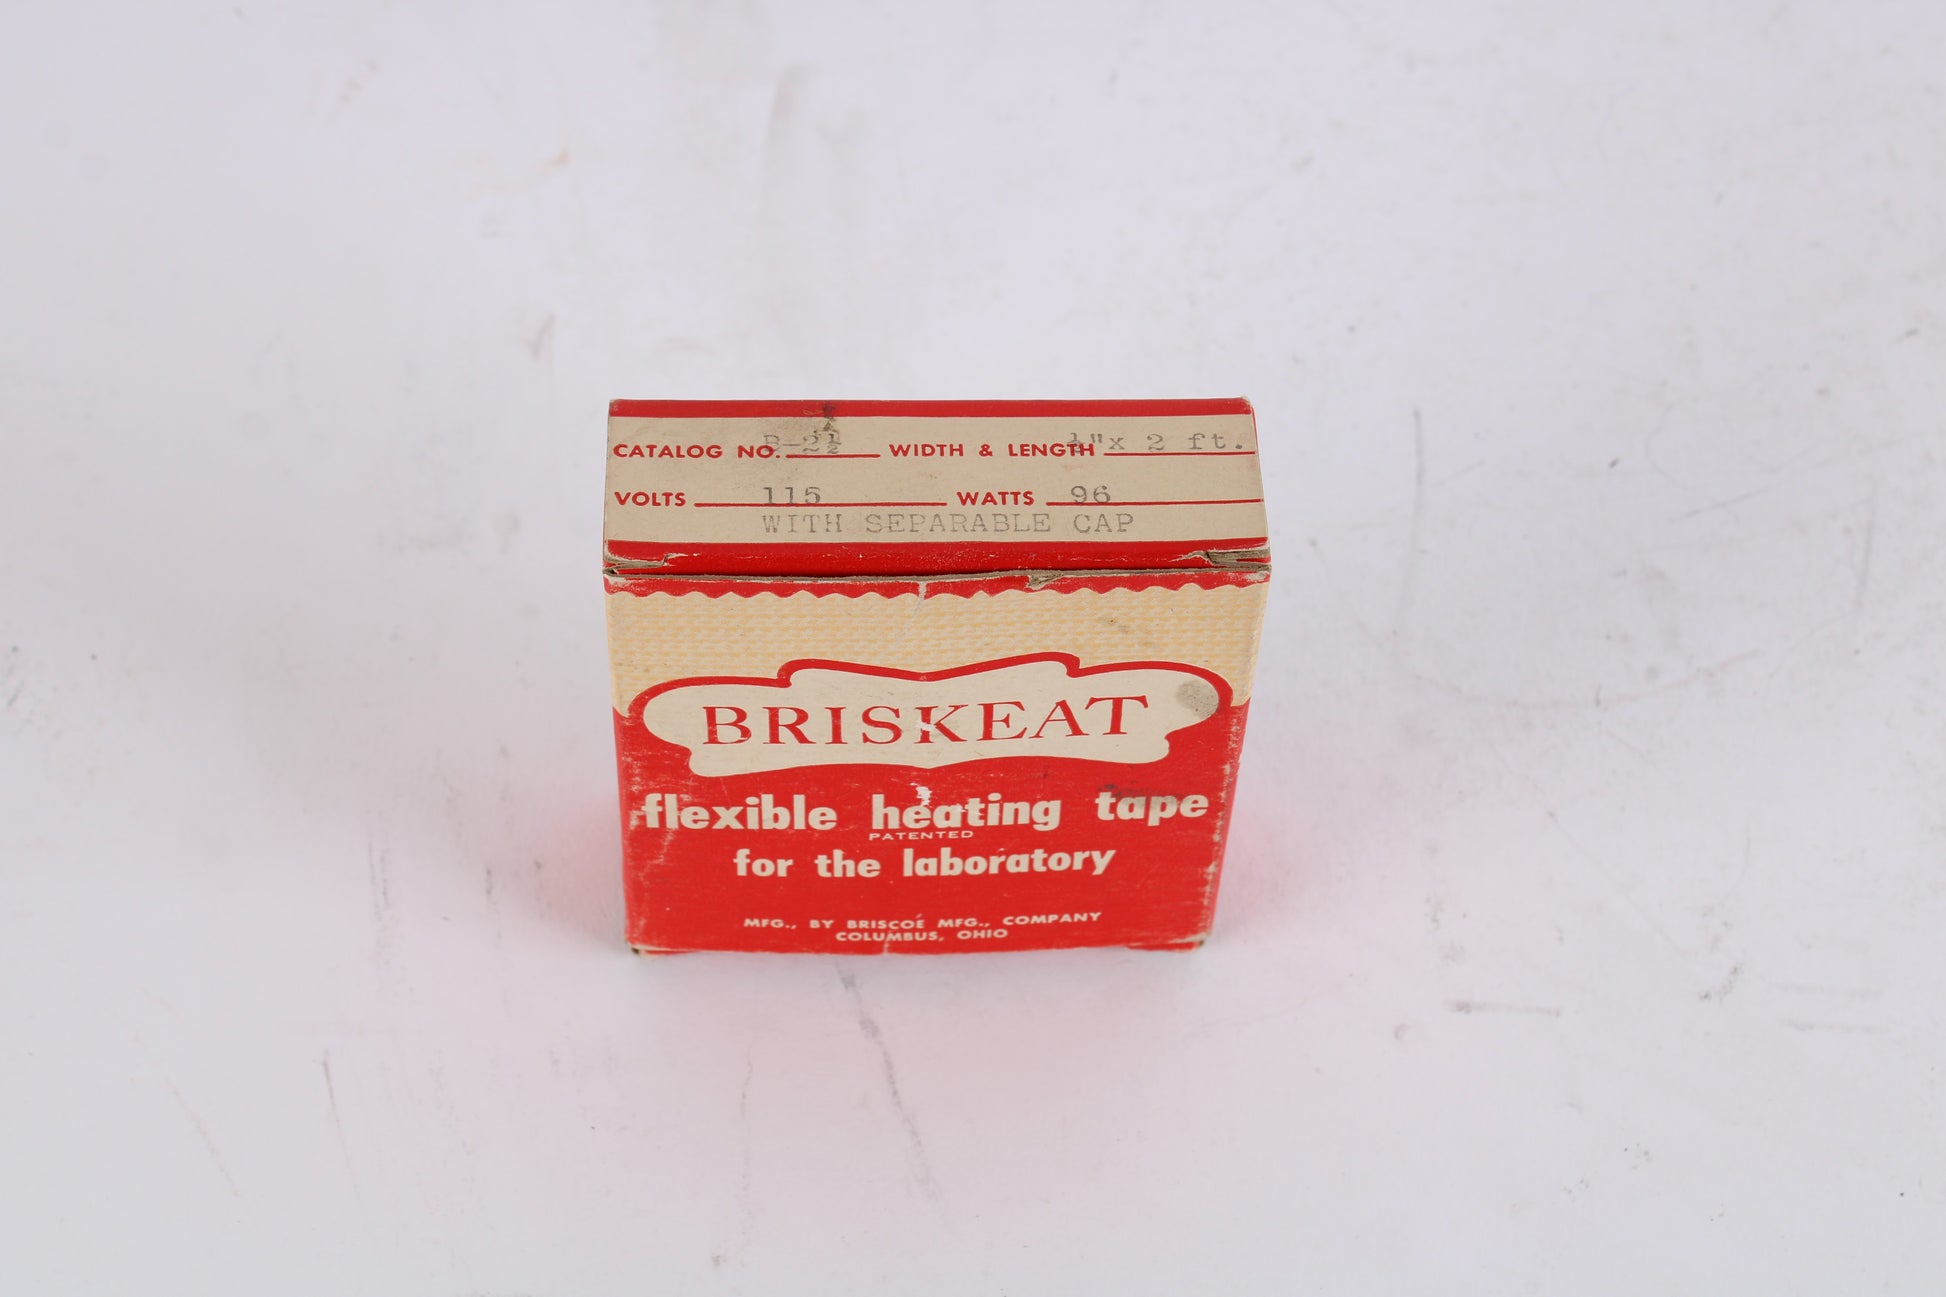 CATALOG NO. B-2½ WIDTH & LENGTH ½"x 2 ft.
VOLTS 115 WATTS 96
WITH SEPARABLE CAP
BRISKEAT
flexible heating tape
PATENTED
for the laboratory
MFG., BY BRISCOE MFG., COMPANY
COLUMBUS, OHIO